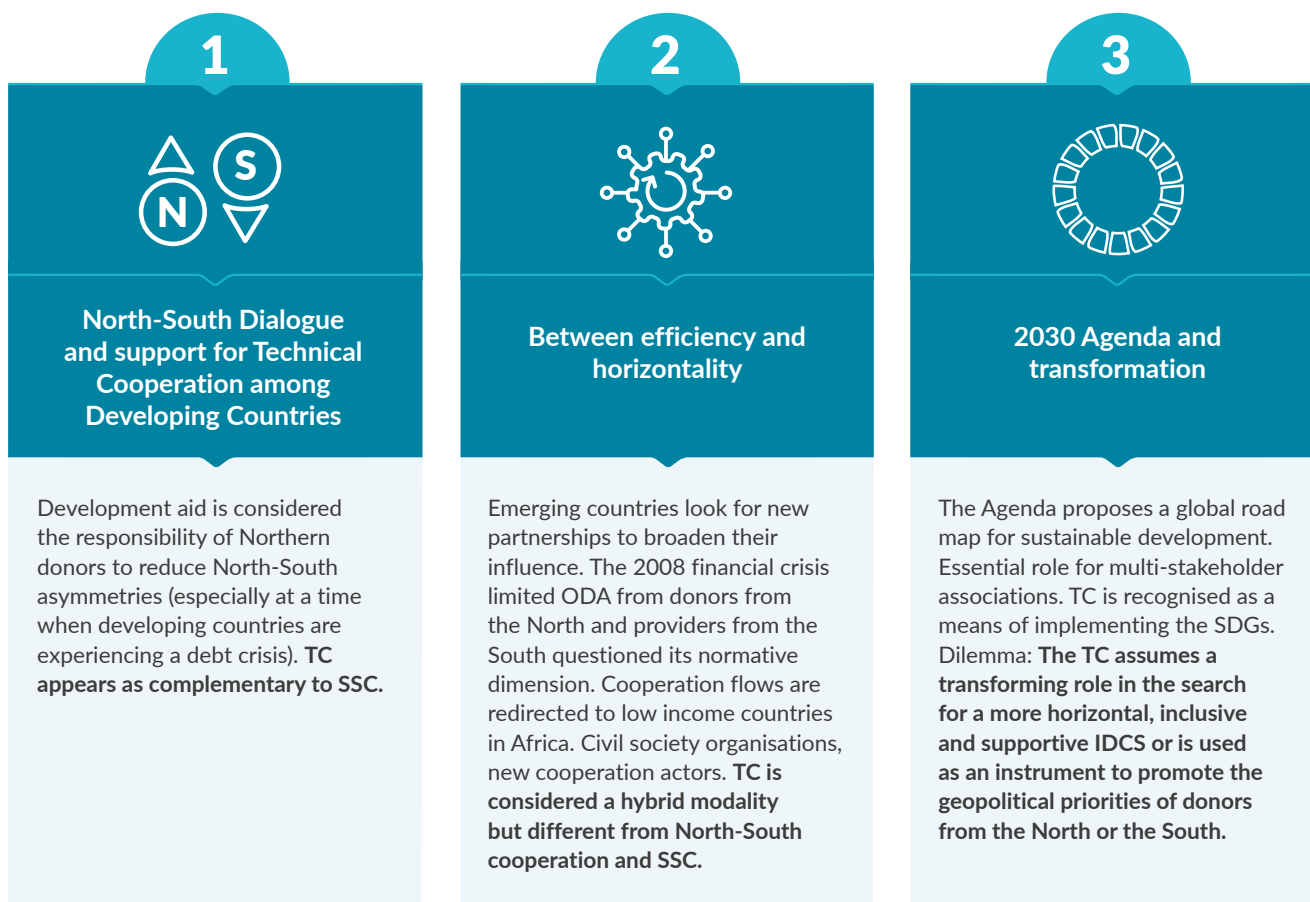 1
N
S
North-South Dialogue
and support for Technical
Cooperation among
Developing Countries
Development aid is considered
the responsibility of Northern
donors to reduce North-South
asymmetries (especially at a time
when developing countries are
experiencing a debt crisis). TC
appears as complementary to SSC.
2
Between efficiency and
horizontality
Emerging countries look for new
partnerships to broaden their
influence. The 2008 financial crisis
limited ODA from donors from
the North and providers from the
South questioned its normative
dimension. Cooperation flows are
redirected to low income countries
in Africa. Civil society organisations,
new cooperation actors. TC is
considered a hybrid modality
but different from North-South
cooperation and SSC.
3
2030 Agenda and
transformation
The Agenda proposes a global road
map for sustainable development.
Essential role for multi-stakeholder
associations. TC is recognised as a
means of implementing the SDGs.
Dilemma: The TC assumes a
transforming role in the search
for a more horizontal, inclusive
and supportive IDCS or is used
as an instrument to promote the
geopolitical priorities of donors
from the North or the South.